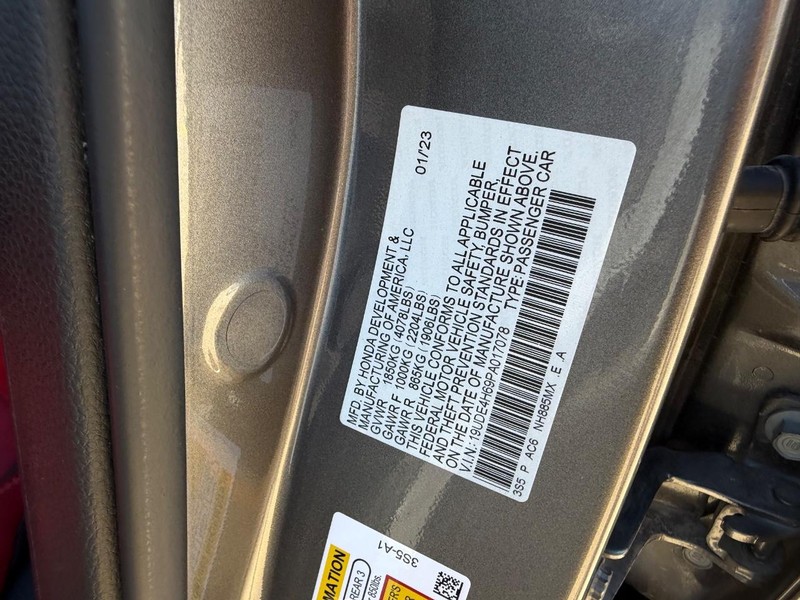 MFD. BY HONDA DEVELOPMENT &
MANUFACTURING OF AMERICA, LLC 01/'23
GVWR 1850KG (4078LBS)
GAWR F 1000KG (2204LBS)
GAWR R 865KG (1906LBS)
THIS VEHICLE CONFORMS TO ALL APPLICABLE
FEDERAL MOTOR VEHICLE SAFETY, BUMPER,
AND THEFT PREVENTION STANDARDS IN EFFECT
ON THE DATE OF MANUFACTURE SHOWN ABOVE.
V.I.N.: 19UDE4H69PA017078 TYPE:PASSENGER CAR
3S5 P AC6 NH885MX E A
3S5-A1
REAR 3